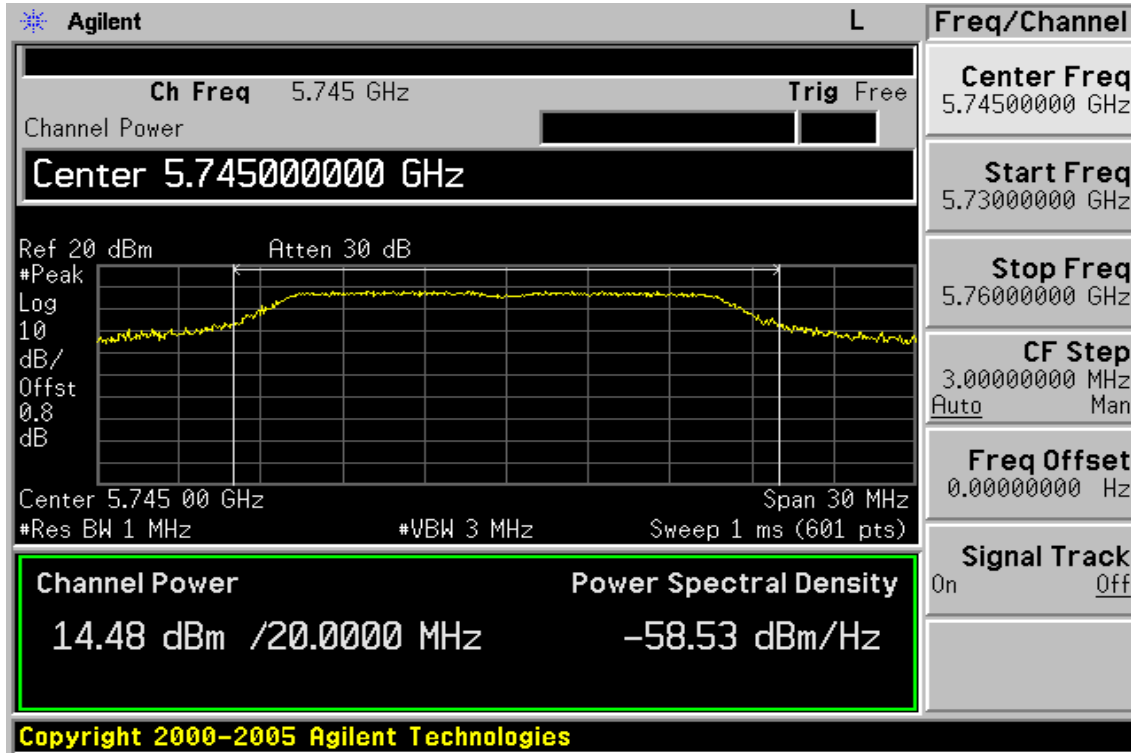 Agilent L
Ch Freq 5.745 GHz Trig Free
Channel Power
Center 5.745000000 GHz
Ref 20 dBm Atten 30 dB
#Peak
Log
10
dB/
Offst
0.8
dB
Center 5.745 00 GHz Span 30 MHz
#Res BW 1 MHz #VBW 3 MHz Sweep 1 ms (601 pts)
Channel Power Power Spectral Density
14.48 dBm /20.0000 MHz -58.53 dBm/Hz
Copyright 2000-2005 Agilent Technologies
Freq/Channel
Center Freq
5.74500000 GHz
Start Freq
5.73000000 GHz
Stop Freq
5.76000000 GHz
CF Step
3.00000000 MHz
Auto Man
Freq Offset
0.00000000 Hz
Signal Track
On Off